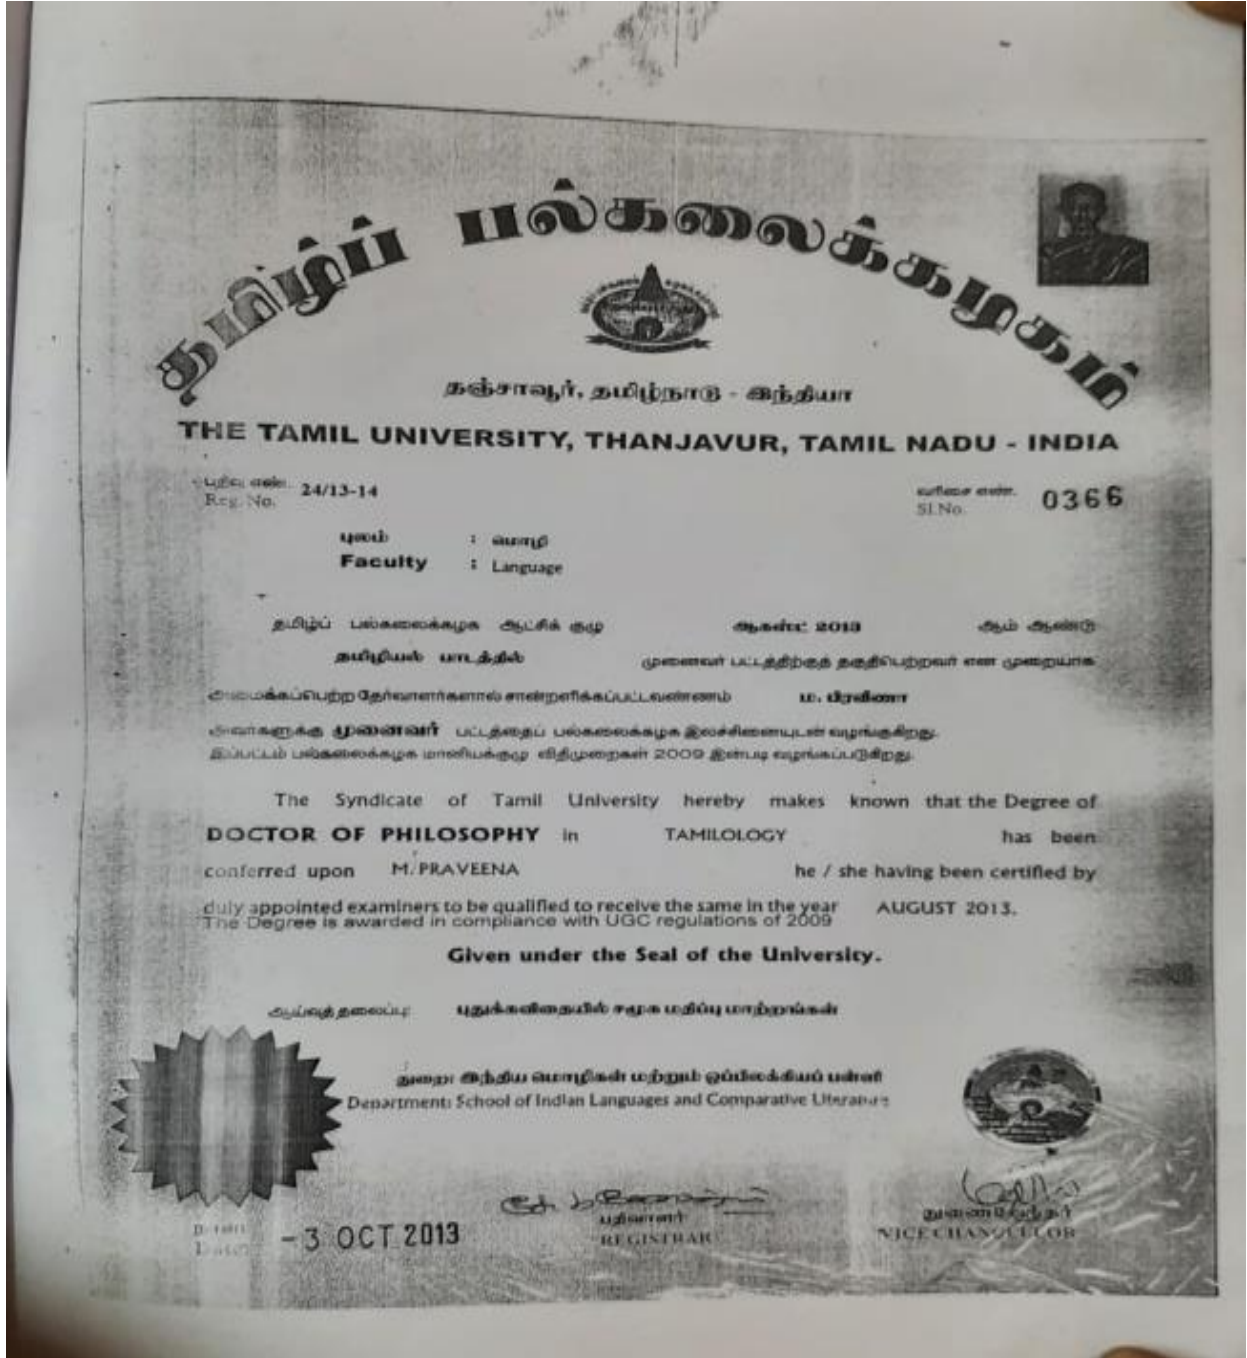 தமிழ்ப் பல்கலைக்கழகம்
தஞ்சாவூர், தமிழ்நாடு - இந்தியா
THE TAMIL UNIVERSITY, THANJAVUR, TAMIL NADU - INDIA
பதிவு எண். 24/13-14 வரிசை எண். 0366
Reg. No. Sl.No.
புலம் : மொழி
Faculty : Language
தமிழ்ப் பல்கலைக்கழக ஆட்சிக் குழு ஆகஸ்ட் 2013 ஆம் ஆண்டு
தமிழியல் பாடத்தில் முனைவர் பட்டத்திற்குத் தகுதிபெற்றவர் என முறையாக
அமைக்கப்பெற்ற தேர்வாளர்களால் சான்றளிக்கப்பட்டவண்ணம் ம. பிரவீணா
அவர்களுக்கு முனைவர் பட்டத்தைப் பல்கலைக்கழக இலச்சினையுடன் வழங்குகிறது.
இப்பட்டம் பல்கலைக்கழக மானியக்குழு விதிமுறைகள் 2009 இன்படி வழங்கப்படுகிறது.
The Syndicate of Tamil University hereby makes known that the Degree of
DOCTOR OF PHILOSOPHY in TAMILOLOGY has been
conferred upon M. PRAVEENA he / she having been certified by
duly appointed examiners to be qualified to receive the same in the year AUGUST 2013.
The Degree is awarded in compliance with UGC regulations of 2009
Given under the Seal of the University.
ஆய்வுத் தலைப்பு: புதுக்கவிதையில் சமூக மதிப்பு மாற்றங்கள்
துறை: இந்திய மொழிகள் மற்றும் ஒப்பிலக்கியப் பள்ளி
Department: School of Indian Languages and Comparative Literature
பதிவாளர் துணைவேந்தர்
REGISTRAR VICE CHANCELLOR
-3 OCT 2013